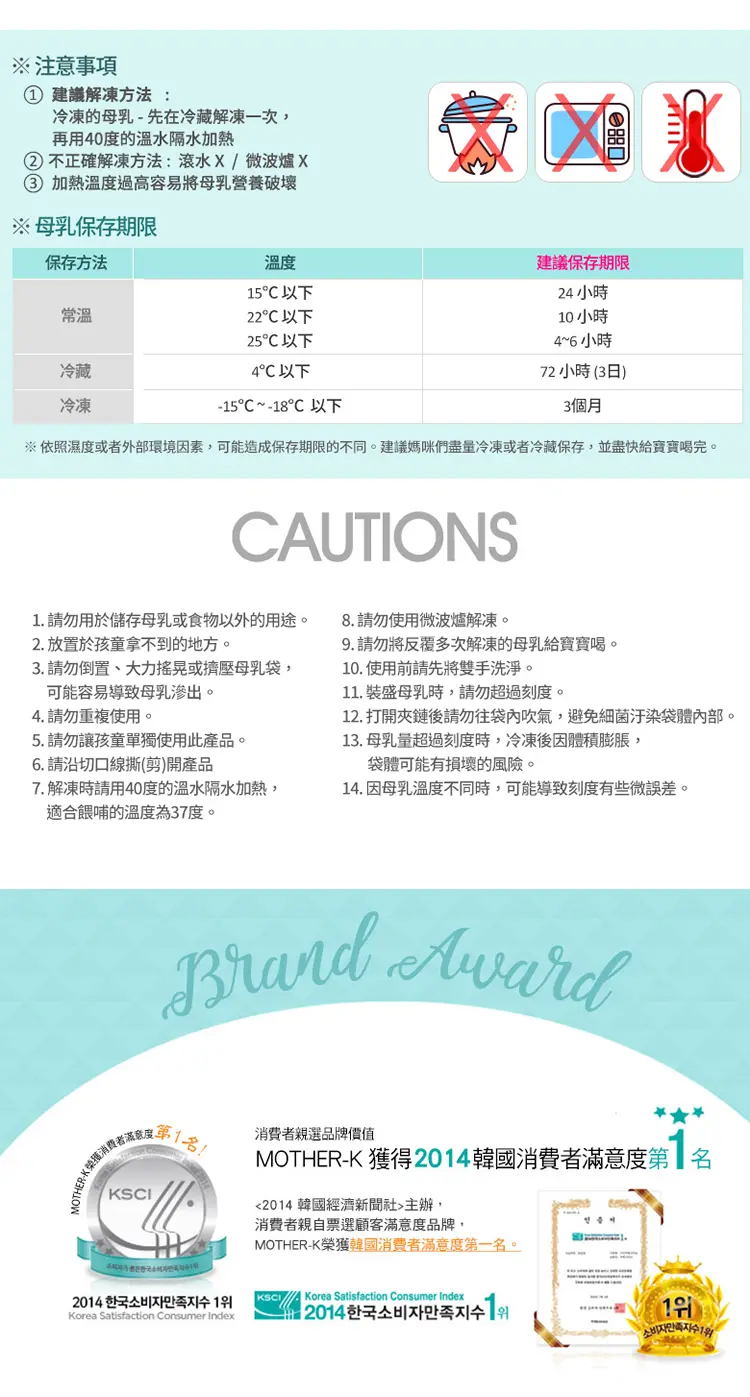 ※ 注意事項
① 建議解凍方法 :
冷凍的母乳 - 先在冷藏解凍一次，
再用40度的溫水隔水加熱
② 不正確解凍方法 : 滾水 X / 微波爐 X
③ 加熱溫度過高容易將母乳營養破壞
※ 母乳保存期限
保存方法 溫度 建議保存期限
常溫
15℃ 以下 24 小時
22℃ 以下 10 小時
25℃ 以下 4~6 小時
冷藏 4℃ 以下 72 小時 (3日)
冷凍 -15℃ ~ -18℃ 以下 3個月
※ 依照濕度或者外部環境因素，可能造成保存期限的不同。建議媽咪們盡量冷凍或者冷藏保存，並盡快給寶寶喝完。
CAUTIONS
1. 請勿用於儲存母乳或食物以外的用途。
2. 放置於孩童拿不到的地方。
3. 請勿倒置、大力搖晃或擠壓母乳袋，
可能容易導致母乳滲出。
4. 請勿重複使用。
5. 請勿讓孩童單獨使用此產品。
6. 請沿切口線撕(剪)開產品
7. 解凍時請用40度的溫水隔水加熱，
適合餵哺的溫度為37度。
8. 請勿使用微波爐解凍。
9. 請勿將反覆多次解凍的母乳給寶寶喝。
10. 使用前請先將雙手洗淨。
11. 裝盛母乳時，請勿超過刻度。
12. 打開夾鏈後請勿往袋內吹氣，避免細菌汙染袋體內部。
13. 母乳量超過刻度時，冷凍後因體積膨脹，
袋體可能有損壞的風險。
14. 因母乳溫度不同時，可能導致刻度有些微誤差。
Brand Award
MOTHER-K 榮獲消費者滿意度第1名!
KSCI
2014 한국소비자만족지수 1위
Korea Satisfaction Consumer Index
消費者親選品牌價值
MOTHER-K 獲得2014韓國消費者滿意度第1名
<2014 韓國經濟新聞社>主辦，
消費者親自票選顧客滿意度品牌，
MOTHER-K榮獲韓國消費者滿意度第一名。
KSCI Korea Satisfaction Consumer Index
2014한국소비자만족지수1위
인증서
1위
소비자만족지수1위